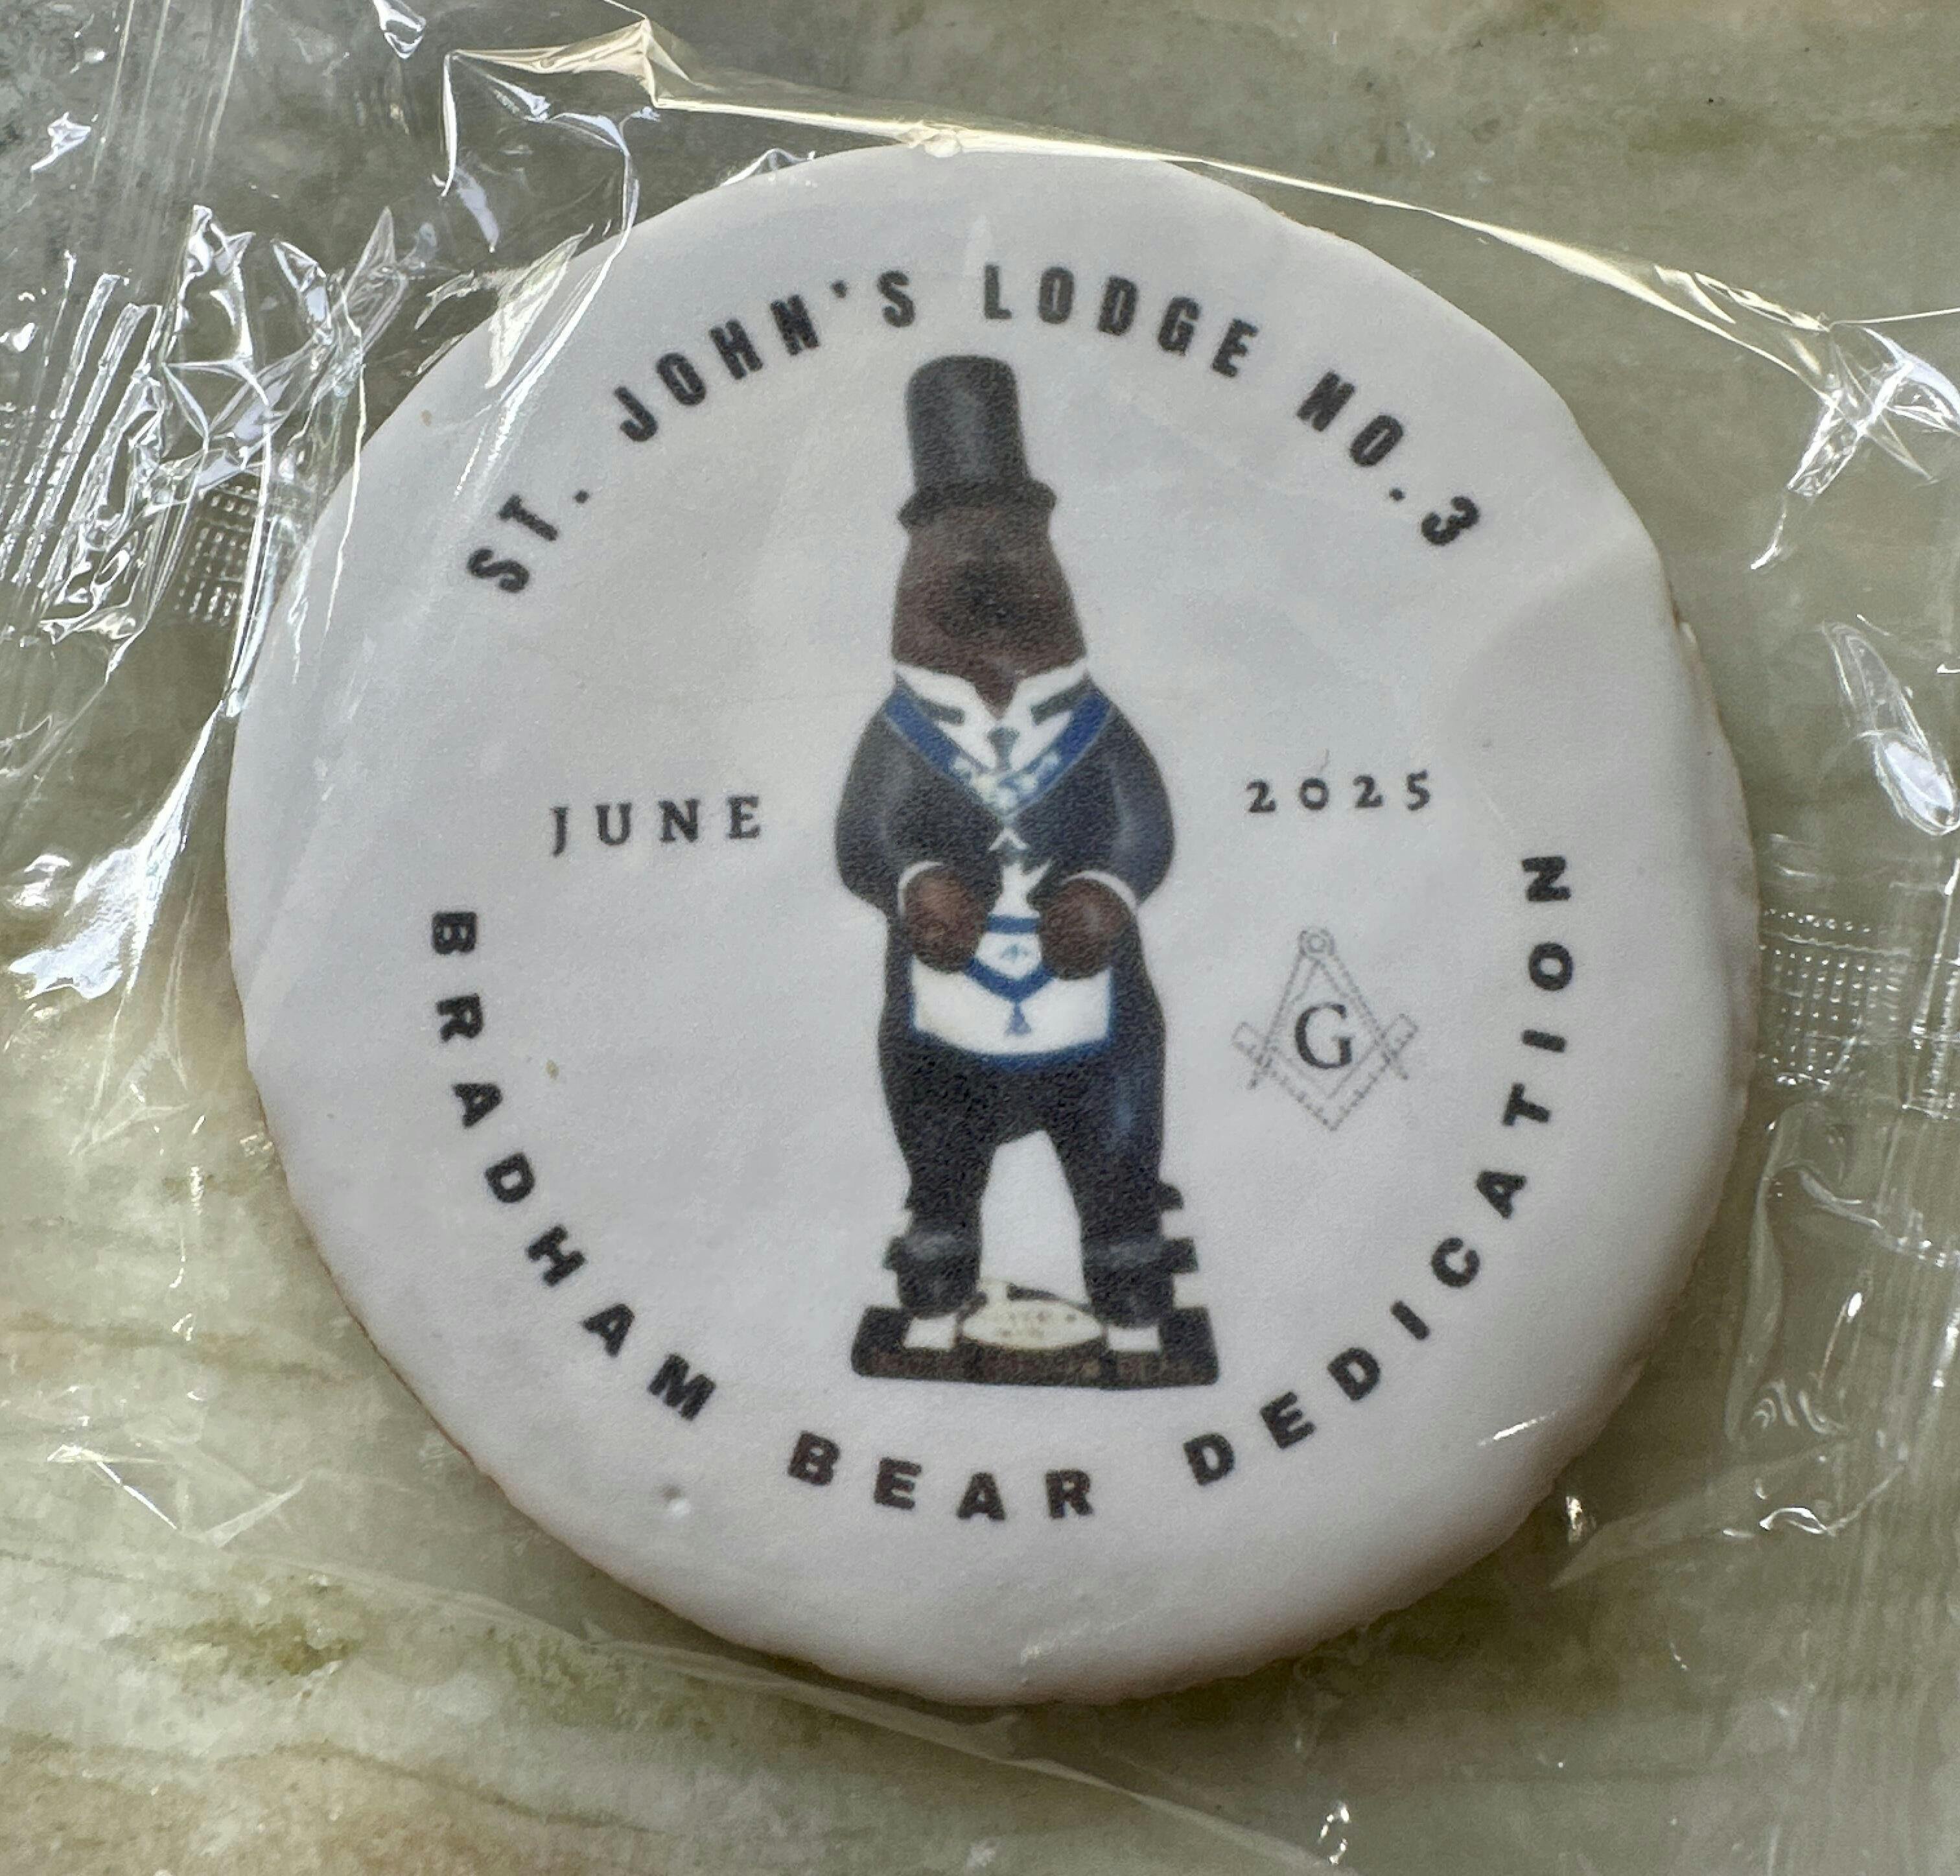 ST. JOHN'S LODGE NO.3
JUNE 2025
G
BRADHAM BEAR DEDICATION